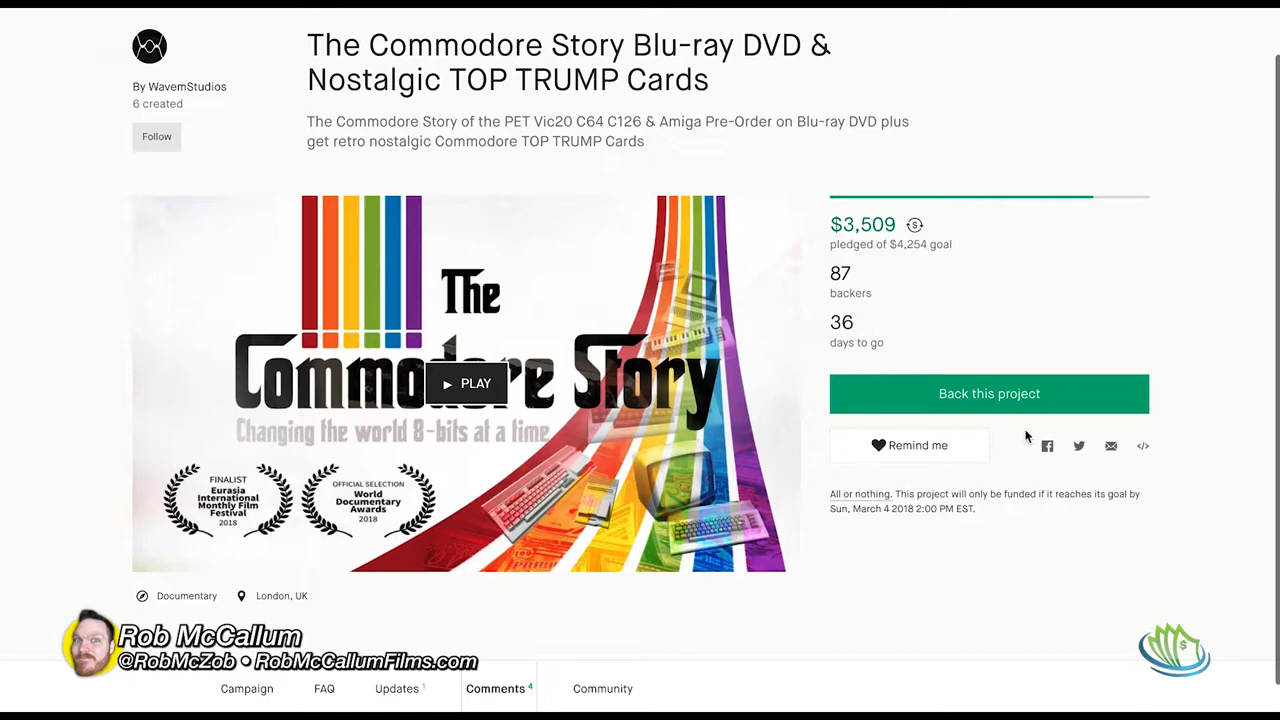 The Commodore Story Blu-ray DVD &
Nostalgic TOP TRUMP Cards
By WavemStudios
6 created
Follow
The Commodore Story of the PET Vic20 C64 C126 & Amiga Pre-Order on Blu-ray DVD plus
get retro nostalgic Commodore TOP TRUMP Cards
The
Commodore Story
PLAY
Changing the world 8-bits at a time
FINALIST
Eurasia
International
Monthly Film
Festival
2018
OFFICIAL SELECTION
World
Documentary
Awards
2018
$3,509
pledged of $4,254 goal
87
backers
36
days to go
Back this project
Remind me
All or nothing. This project will only be funded if it reaches its goal by
Sun, March 4 2018 2:00 PM EST.
Documentary
London, UK
Rob McCallum
@RobMcZob • RobMcCallumFilms.com
Campaign
FAQ
Updates 1
Comments 4
Community